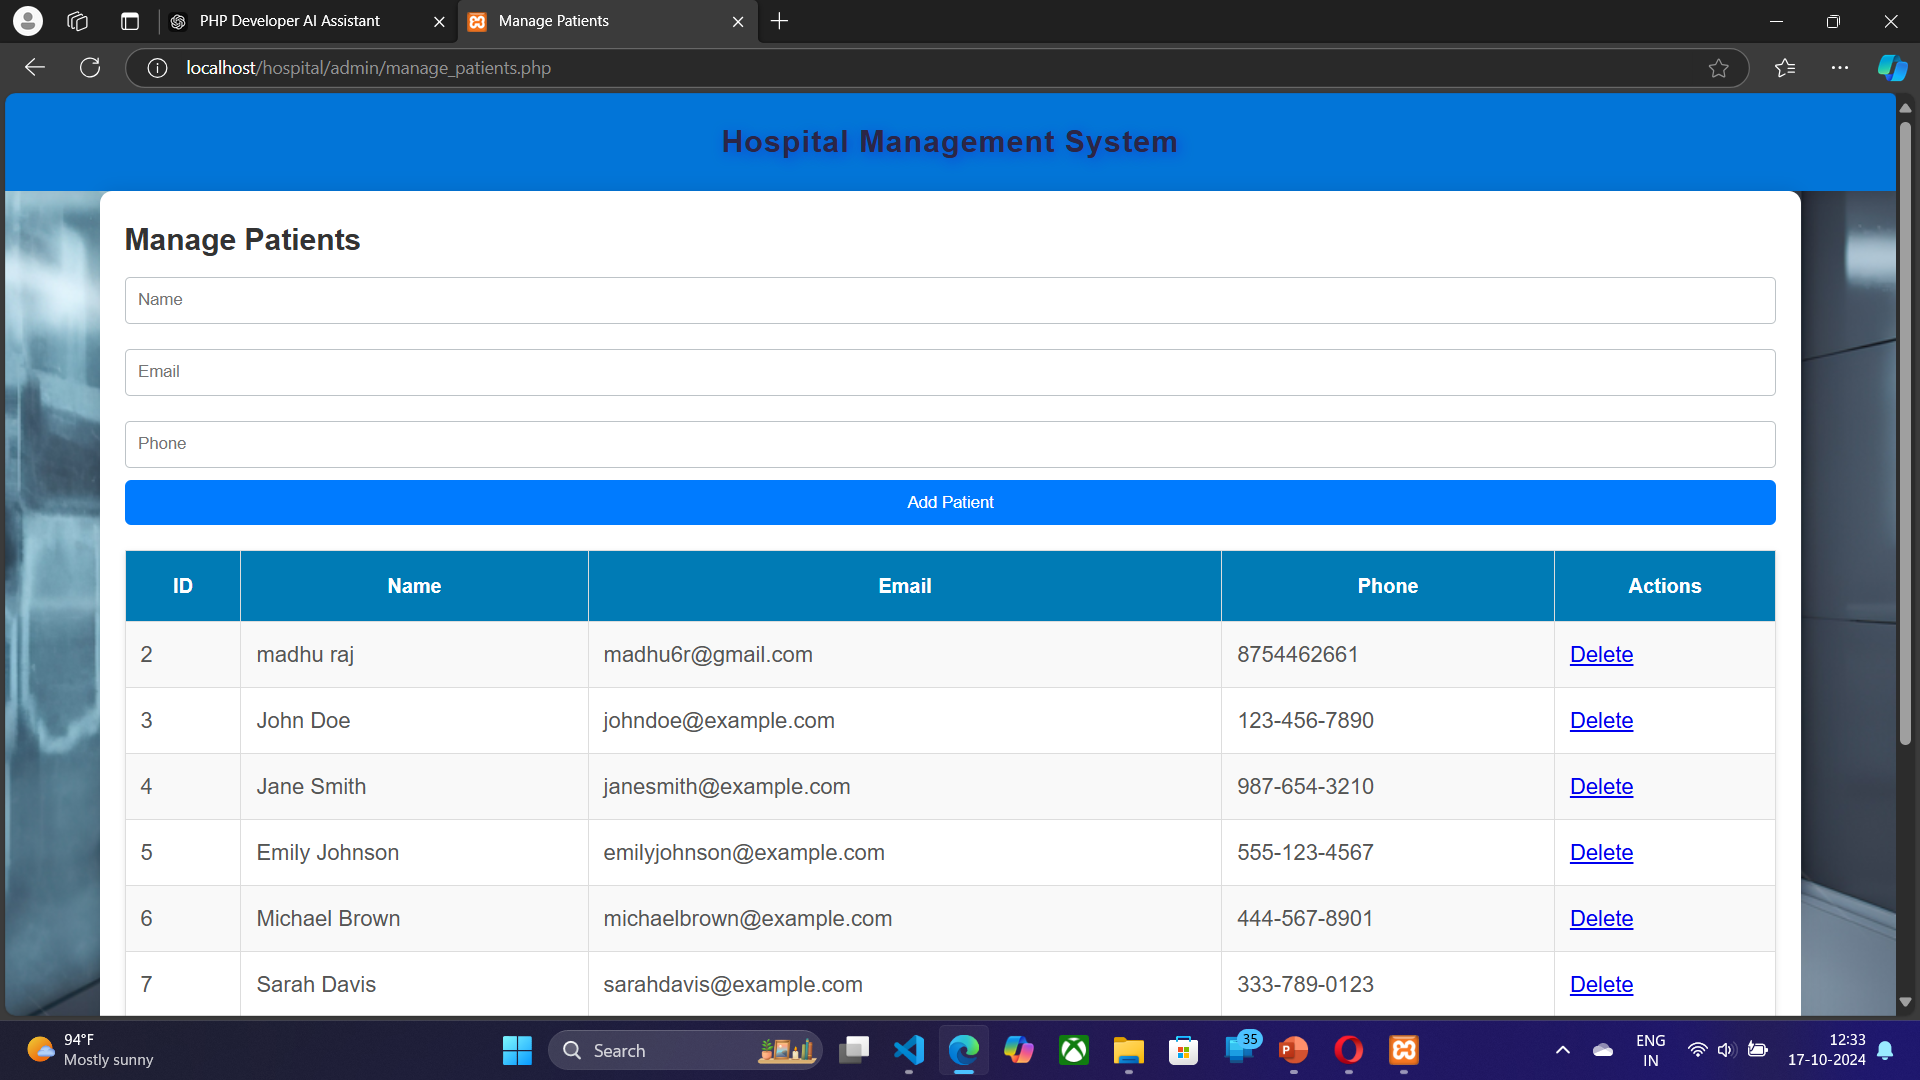 PHP Developer AI Assistant
Manage Patients
localhost/hospital/admin/manage_patients.php
Hospital Management System
Manage Patients
Name
Email
Phone
Add Patient
ID Name Email Phone Actions
2 madhu raj madhu6r@gmail.com 8754462661 Delete
3 John Doe johndoe@example.com 123-456-7890 Delete
4 Jane Smith janesmith@example.com 987-654-3210 Delete
5 Emily Johnson emilyjohnson@example.com 555-123-4567 Delete
6 Michael Brown michaelbrown@example.com 444-567-8901 Delete
7 Sarah Davis sarahdavis@example.com 333-789-0123 Delete
94°F
Mostly sunny
Search
35
ENG
IN
12:33
17-10-2024